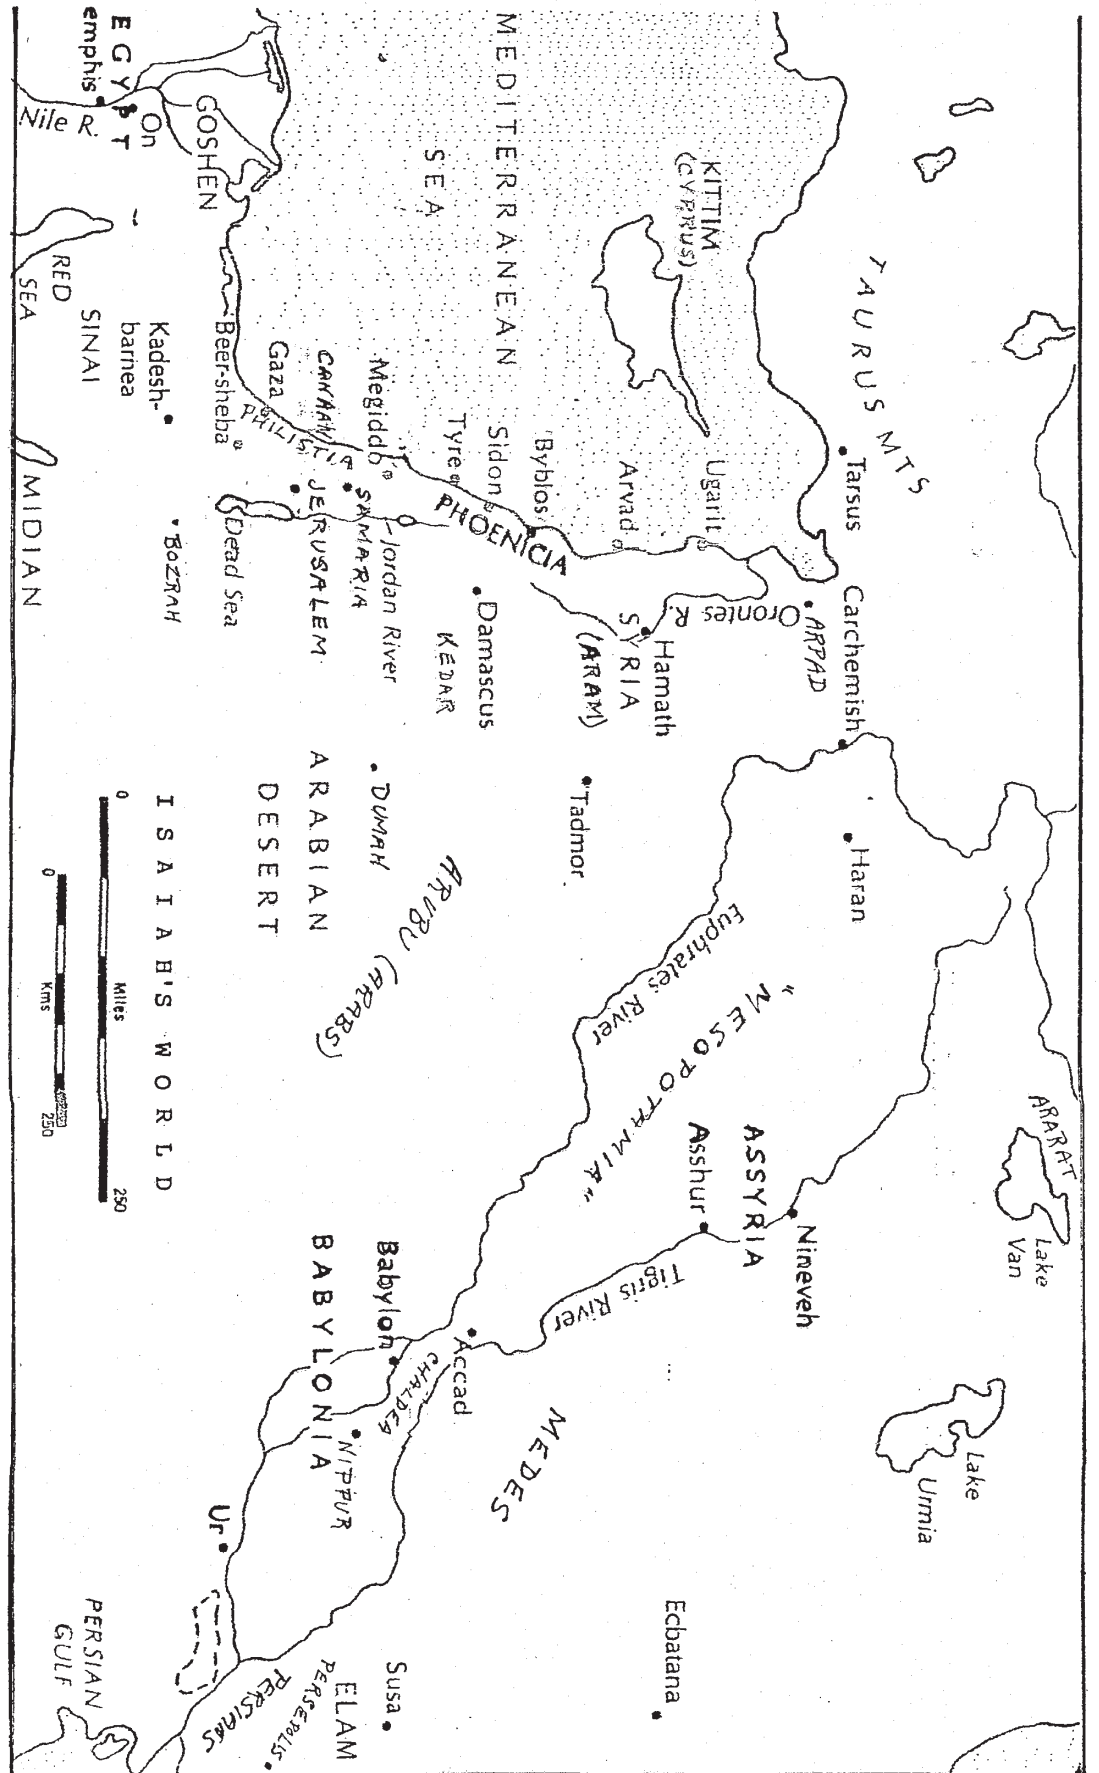 TAURUS MTS
ARARAT
Lake
Van
Lake
Urmia
Tarsus
Carchemish
ARPAD
Haran
Nineveh
ASSYRIA
Asshur
"MESOPOTAMIA"
Tigris River
Euphrates River
Ecbatana
KITTIM
(CYPRUS)
Ugarit
Arvad
Orontes R.
Hamath
SYRIA
(ARAM)
Tadmor
MEDITERRANEAN
SEA
Byblos
Sidon
Tyre
PHOENICIA
Damascus
KEDAR
MEDES
Accad
CHALDEA
Babylon
BABYLONIA
NIPPUR
Susa
ELAM
PERSEPOLIS
PERSIANS
Megiddo
CANAAN
PHILISTIA
SAMARIA
Jordan River
JERUSALEM
Gaza
Beer-sheba
Dead Sea
DUMAH
ARUBU (ARABS)
ARABIAN
DESERT
Ur
GOSHEN
Kadesh-
barnea
BOZRAH
On
EGYPT
emphis
Nile R.
RED
SEA
SINAI
MIDIAN
ISAIAH'S WORLD
0 Miles 250
0 Kms 250
PERSIAN
GULF